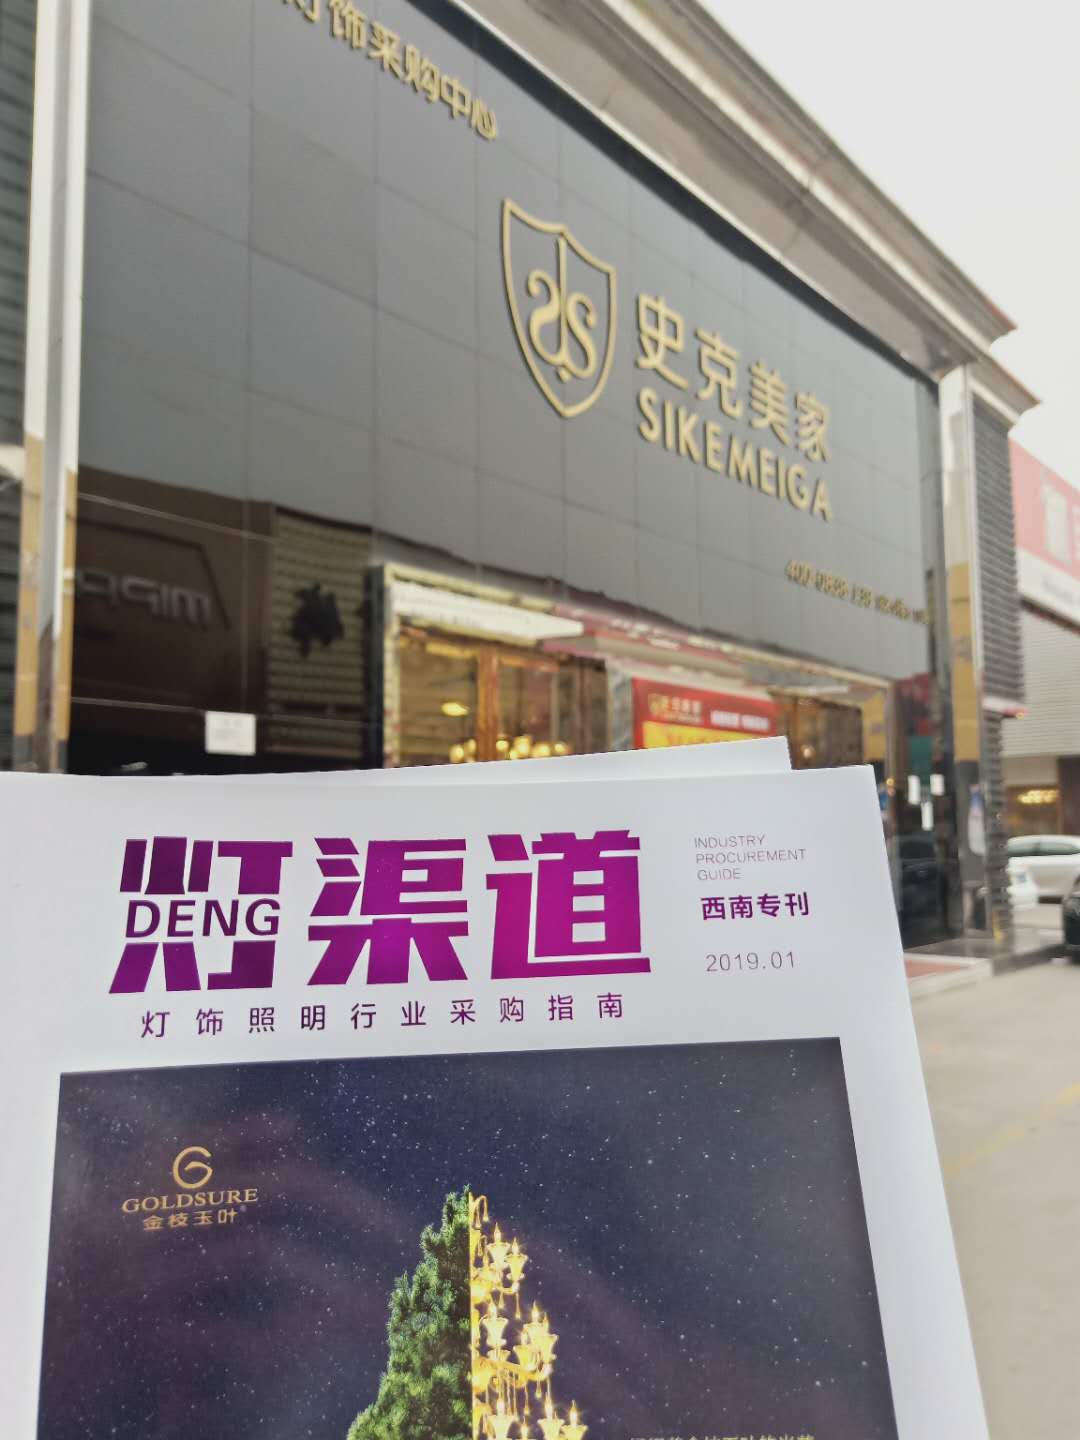 灯饰采购中心
史克美家
SIKEMEIGA
灯渠道
DENG
灯饰照明行业采购指南
INDUSTRY
PROCUREMENT
GUIDE
西南专刊
2019.01
GOLDSURE
金枝玉叶